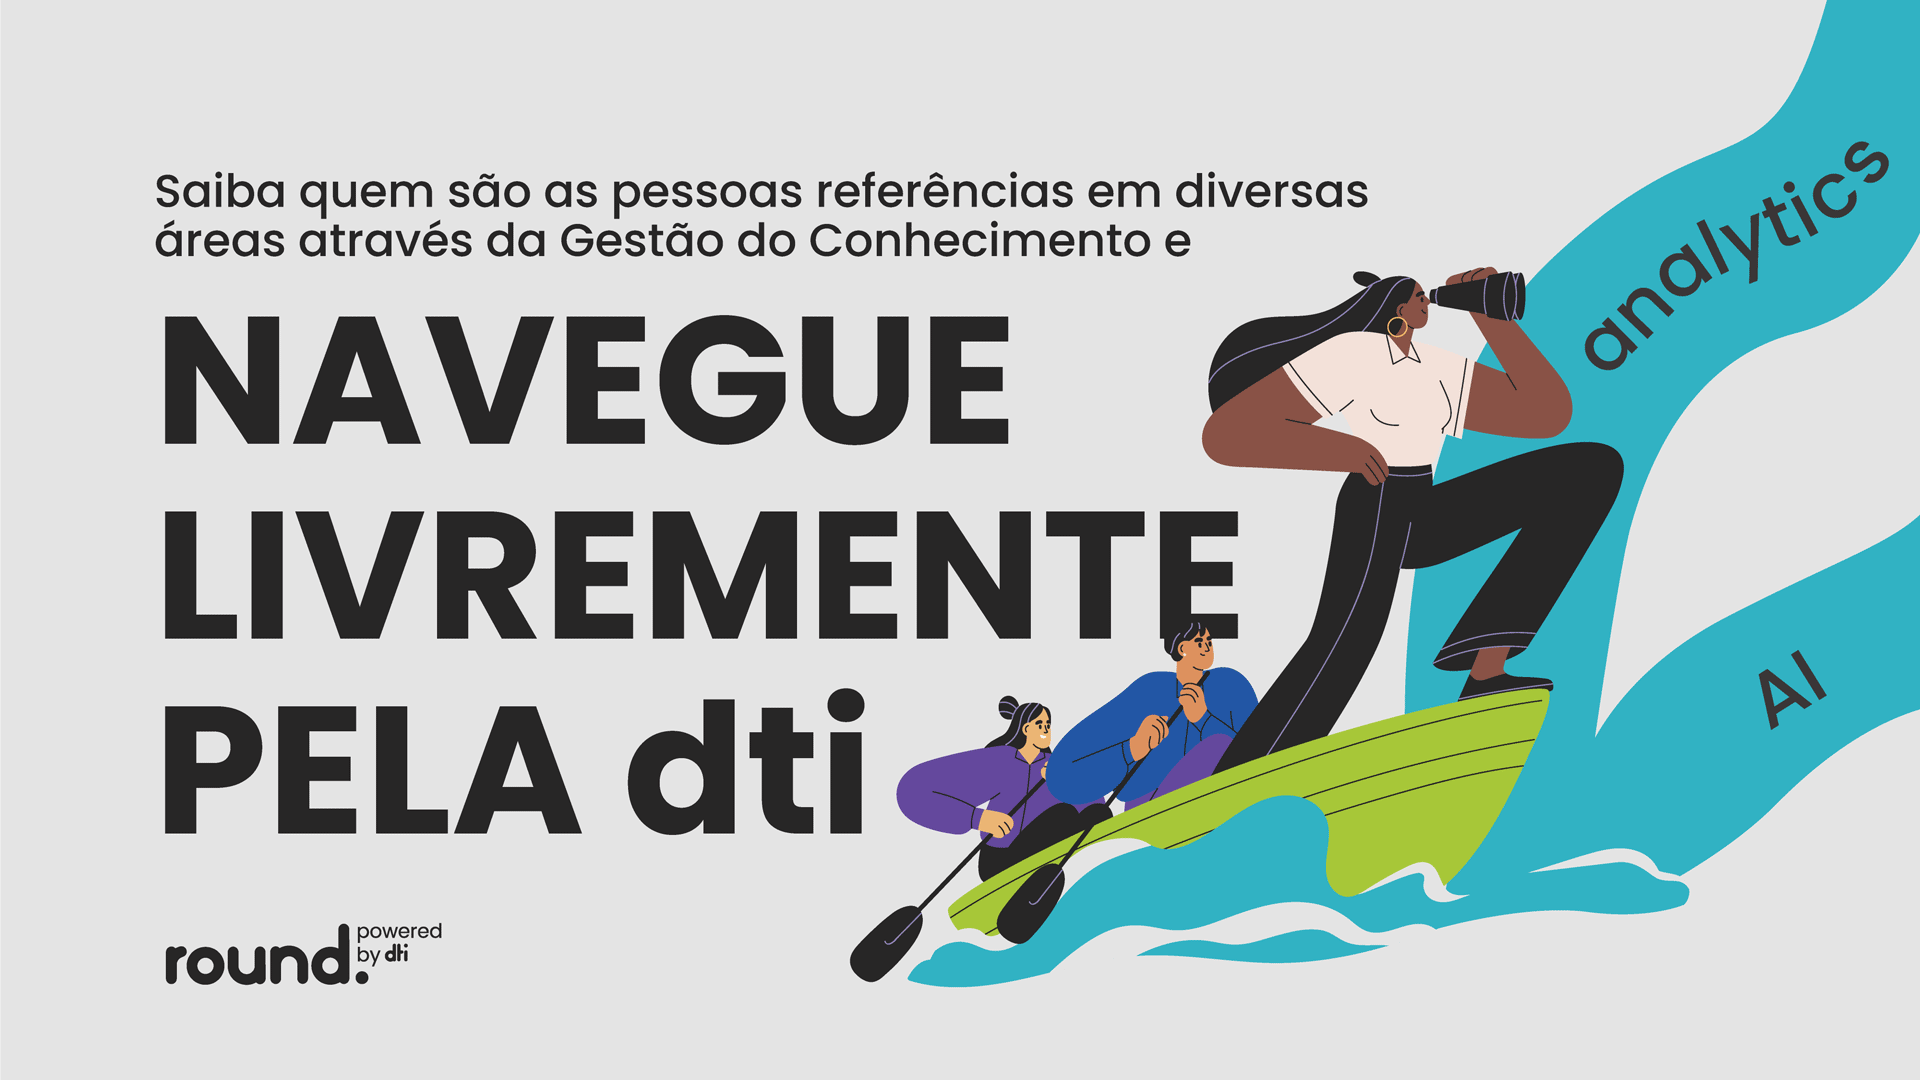 Saiba quem são as pessoas referências em diversas
áreas através da Gestão do Conhecimento e
NAVEGUE
LIVREMENTE
PELA dti
analytics
AI
round.
powered
by dti